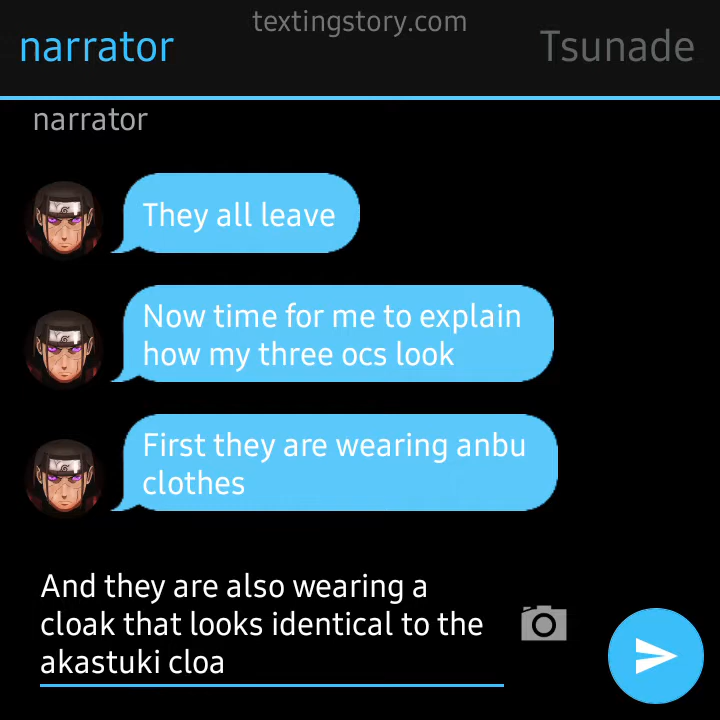 textingstory.com
narrator
Tsunade
narrator
They all leave
Now time for me to explain
how my three ocs look
First they are wearing anbu
clothes
And they are also wearing a
cloak that looks identical to the
akastuki cloa